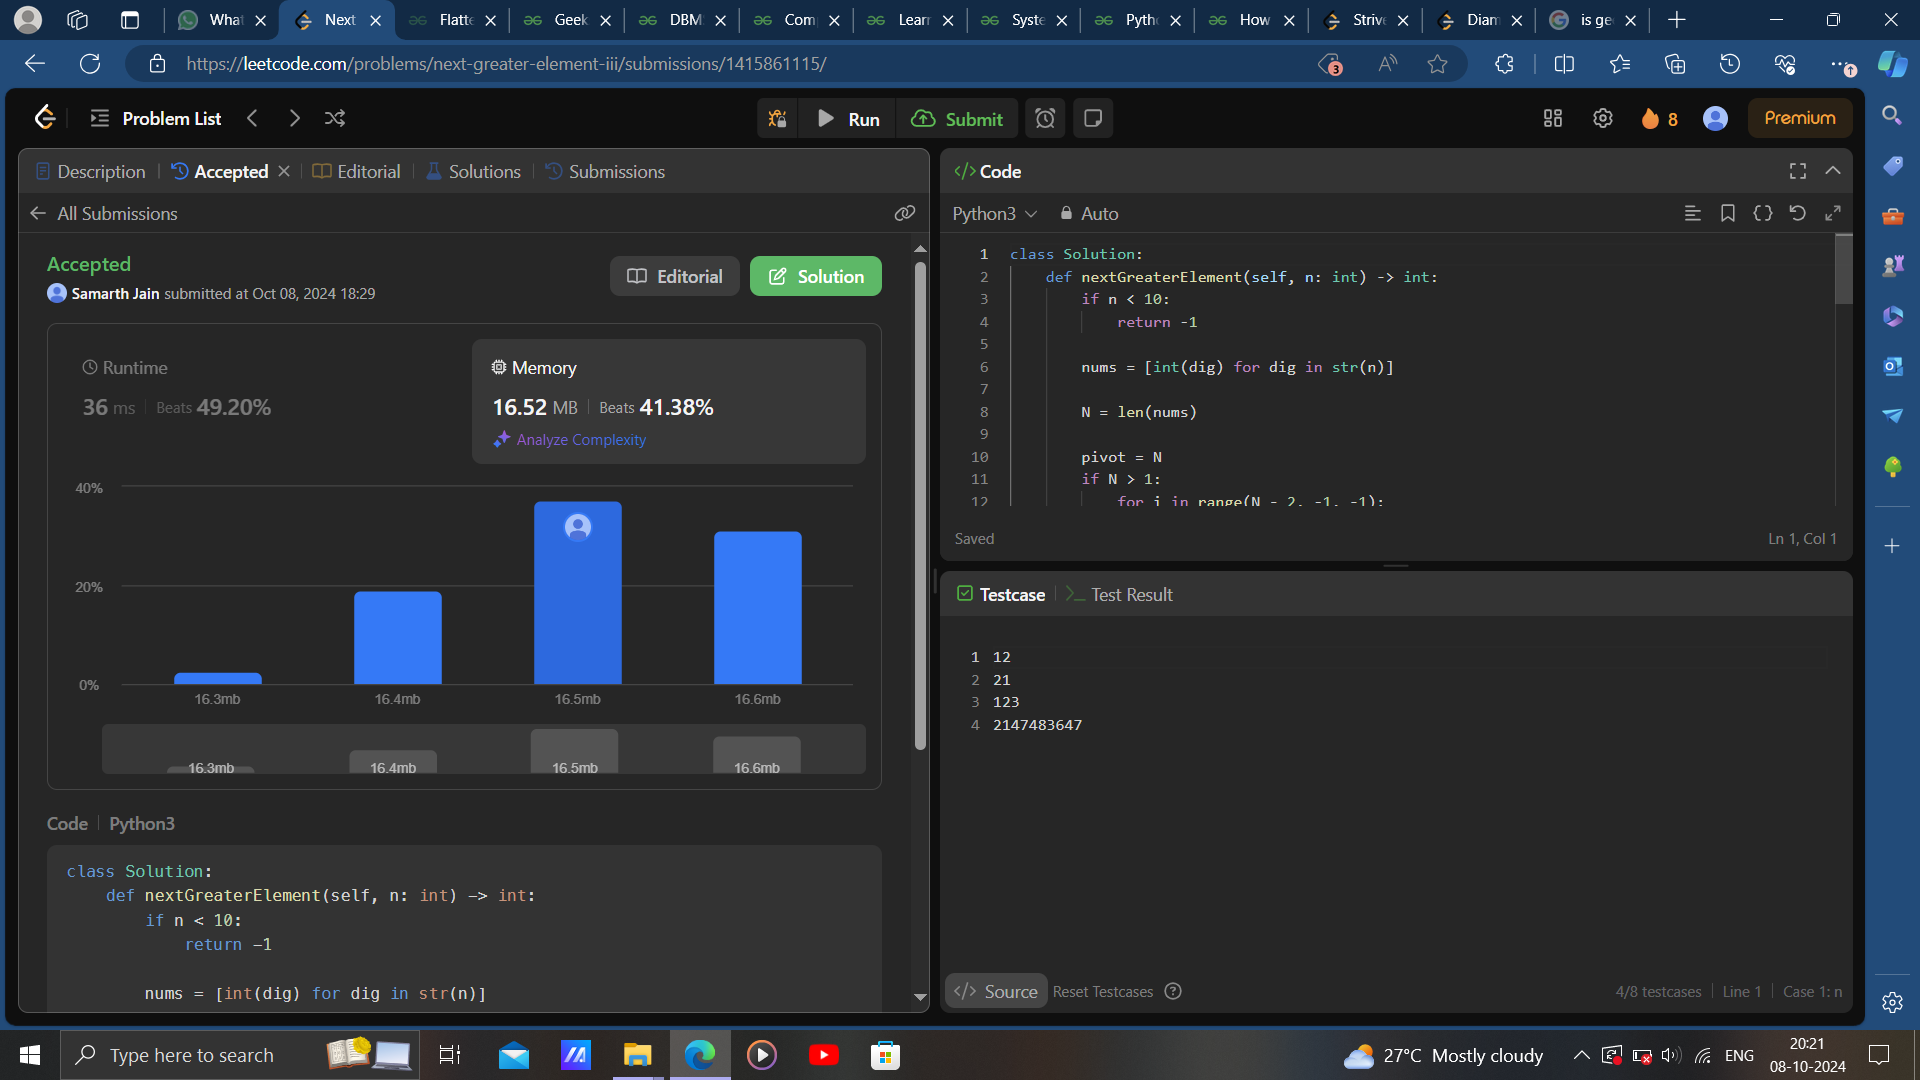 What
Next
Flatte
Geek
DBM
Com
Learn
Syste
Pyth
How
Strive
Diam
is ge
https://leetcode.com/problems/next-greater-element-iii/submissions/1415861115/
3
Problem List
Run
Submit
8
Premium
Description
Accepted
Editorial
Solutions
Submissions
All Submissions
Accepted
Samarth Jain submitted at Oct 08, 2024 18:29
Editorial
Solution
Runtime
36 ms Beats 49.20%
Memory
16.52 MB Beats 41.38%
Analyze Complexity
40%
20%
0%
16.3mb 16.4mb 16.5mb 16.6mb
16.3mb 16.4mb 16.5mb 16.6mb
Code Python3
class Solution:
def nextGreaterElement(self, n: int) -> int:
if n < 10:
return -1
nums = [int(dig) for dig in str(n)]
</> Code
Python3 Auto
1 class Solution:
2 def nextGreaterElement(self, n: int) -> int:
3 if n < 10:
4 return -1
5
6 nums = [int(dig) for dig in str(n)]
7
8 N = len(nums)
9
10 pivot = N
11 if N > 1:
12 for i in range(N - 2, -1, -1):
Saved Ln 1, Col 1
Testcase >_ Test Result
1 12
2 21
3 123
4 2147483647
</> Source Reset Testcases ? 4/8 testcases Line 1 Case 1: n
Type here to search
27°C Mostly cloudy
ENG
20:21
08-10-2024